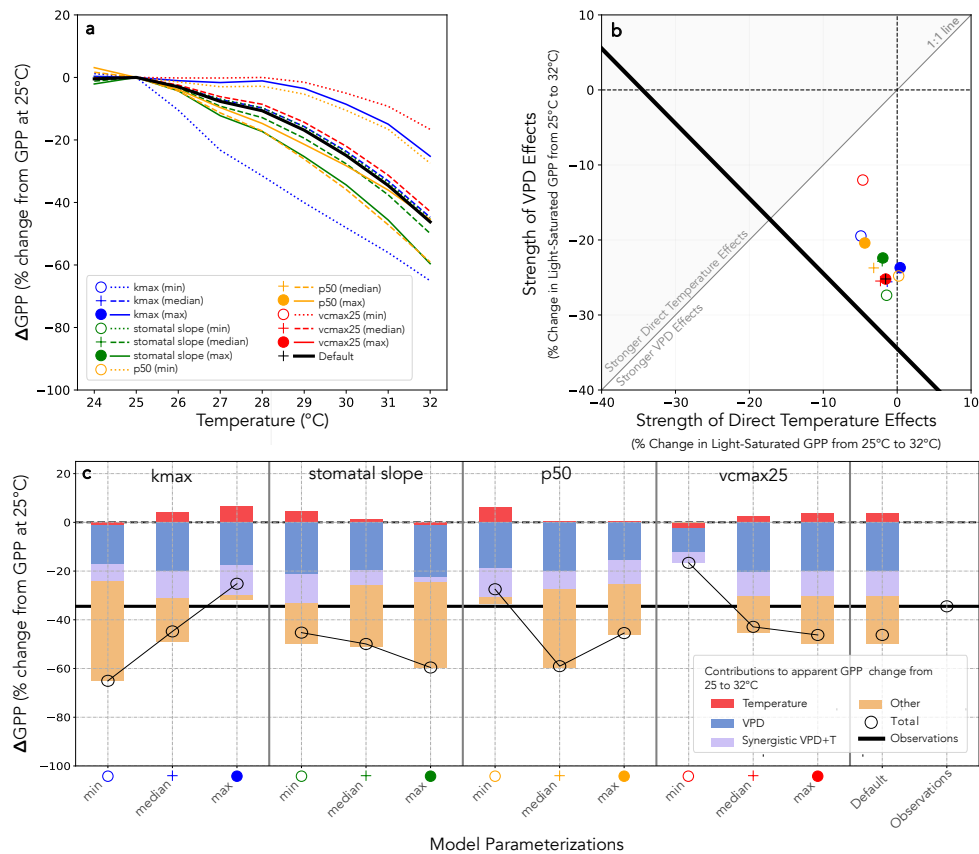 a
20
0
−20
−40
−60
−80
−100
ΔGPP (% change from GPP at 25°C)
kmax (min)
kmax (median)
kmax (max)
stomatal slope (min)
stomatal slope (median)
stomatal slope (max)
p50 (min)
p50 (median)
p50 (max)
vcmax25 (min)
vcmax25 (median)
vcmax25 (max)
Default
24 25 26 27 28 29 30 31 32
Temperature (°C)
b
10
0
−10
−20
−30
−40
Strength of VPD Effects
(% Change in Light-Saturated GPP from 25°C to 32°C)
1:1 line
Stronger Direct Temperature Effects
Stronger VPD Effects
−40 −30 −20 −10 0 10
Strength of Direct Temperature Effects
(% Change in Light-Saturated GPP from 25°C to 32°C)
c
kmax
stomatal slope
p50
vcmax25
20
0
−20
−40
−60
−80
−100
ΔGPP (% change from GPP at 25°C)
Contributions to apparent GPP change from
25 to 32°C
Temperature
VPD
Synergistic VPD+T
Other
Total
Observations
min
median
max
min
median
max
min
median
max
min
median
max
Default
Observations
Model Parameterizations